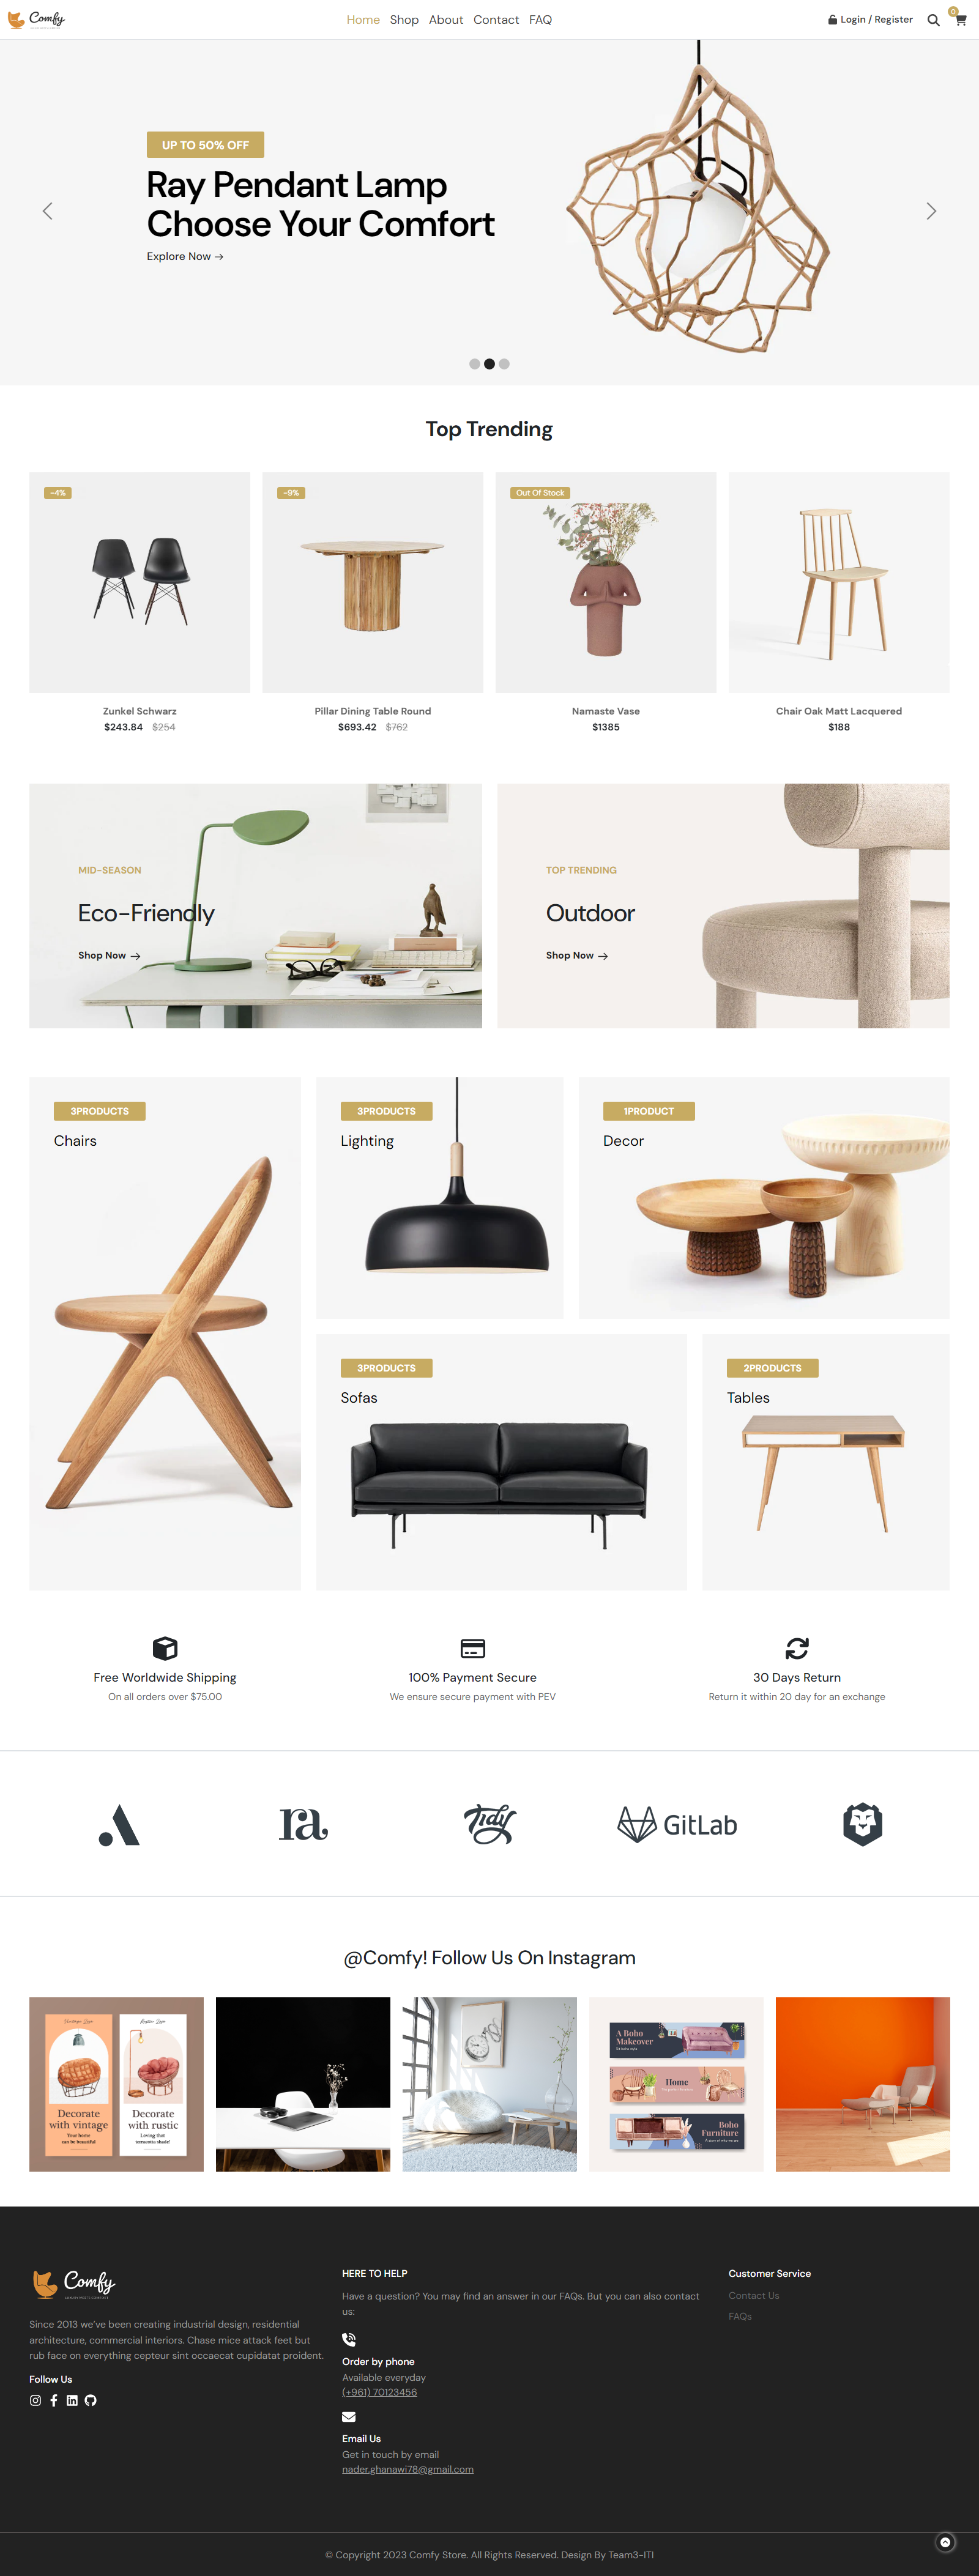 Comfy
Home Shop About Contact FAQ
Login / Register
0
UP TO 50% OFF
Ray Pendant Lamp
Choose Your Comfort
Explore Now
Top Trending
-4%
-9%
Out Of Stock
Zunkel Schwarz
$243.84 $254
Pillar Dining Table Round
$693.42 $762
Namaste Vase
$1385
Chair Oak Matt Lacquered
$188
MID-SEASON
Eco-Friendly
Shop Now
TOP TRENDING
Outdoor
Shop Now
3PRODUCTS
Chairs
3PRODUCTS
Lighting
1PRODUCT
Decor
3PRODUCTS
Sofas
2PRODUCTS
Tables
Free Worldwide Shipping
On all orders over $75.00
100% Payment Secure
We ensure secure payment with PEV
30 Days Return
Return it within 20 day for an exchange
ra
Tidy
GitLab
@Comfy! Follow Us On Instagram
Decorate
with vintage
Your home
can be beautiful
Decorate
with rustic
Loving that
terracotta shade!
A Boho
Makeover
Home
Boho
Furniture
Comfy
Since 2013 we've been creating industrial design, residential
architecture, commercial interiors. Chase mice attack feet but
rub face on everything cepteur sint occaecat cupidatat proident.
Follow Us
HERE TO HELP
Have a question? You may find an answer in our FAQs. But you can also contact
us:
Order by phone
Available everyday
(+961) 70123456
Email Us
Get in touch by email
nader.ghanawi78@gmail.com
Customer Service
Contact Us
FAQs
© Copyright 2023 Comfy Store. All Rights Reserved. Design By Team3-ITI